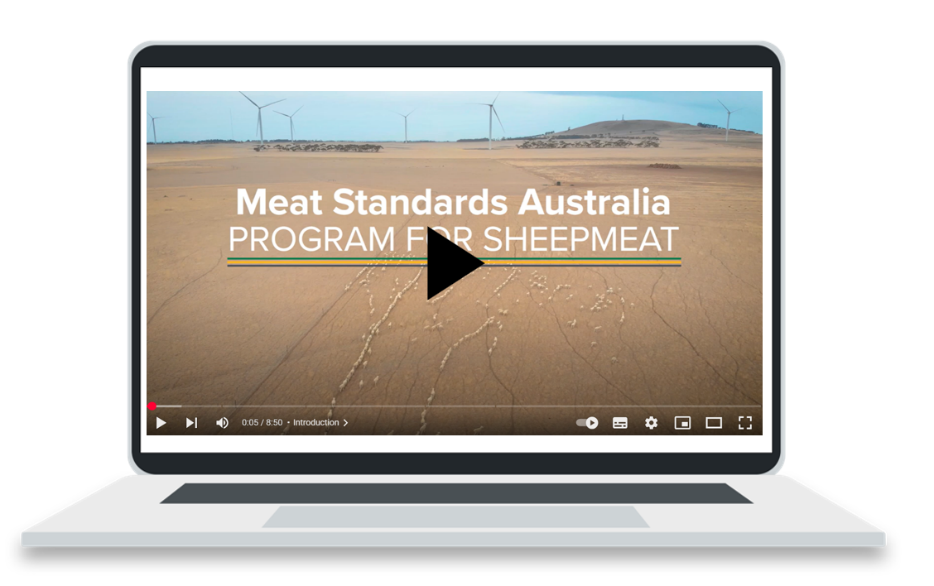 Meat Standards Australia
PROGRAM FOR SHEEPMEAT
0:05 / 8:50 • Introduction >